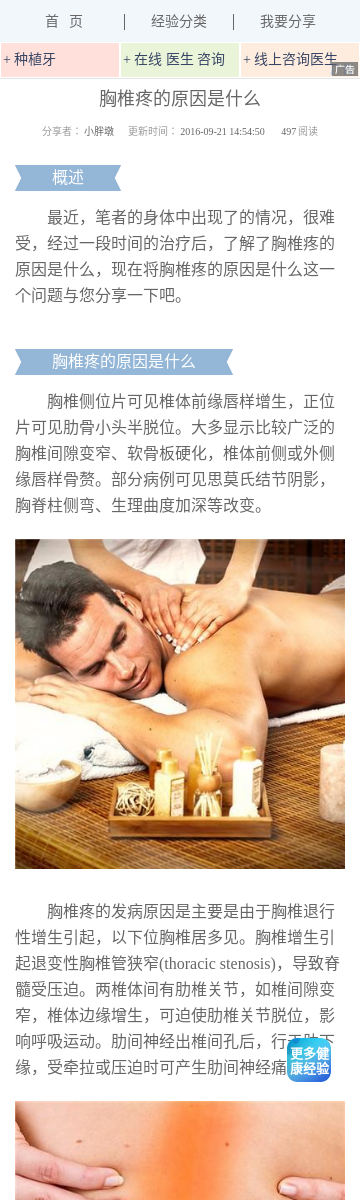 首 页
经验分类
我要分享
+ 种植牙
+ 在线 医生 咨询
+ 线上咨询医生
广告
胸椎疼的原因是什么
分享者： 小胖墩 更新时间： 2016-09-21 14:54:50 497 阅读
概述
最近，笔者的身体中出现了的情况，很难
受，经过一段时间的治疗后，了解了胸椎疼的
原因是什么，现在将胸椎疼的原因是什么这一
个问题与您分享一下吧。
胸椎疼的原因是什么
胸椎侧位片可见椎体前缘唇样增生，正位
片可见肋骨小头半脱位。大多显示比较广泛的
胸椎间隙变窄、软骨板硬化，椎体前侧或外侧
缘唇样骨赘。部分病例可见思莫氏结节阴影，
胸脊柱侧弯、生理曲度加深等改变。
胸椎疼的发病原因是主要是由于胸椎退行
性增生引起，以下位胸椎居多见。胸椎增生引
起退变性胸椎管狭窄(thoracic stenosis)，导致脊
髓受压迫。两椎体间有肋椎关节，如椎间隙变
窄，椎体边缘增生，可迫使肋椎关节脱位，影
响呼吸运动。肋间神经出椎间孔后，行于肋下
缘，受牵拉或压迫时可产生肋间神经痛
更多健
康经验